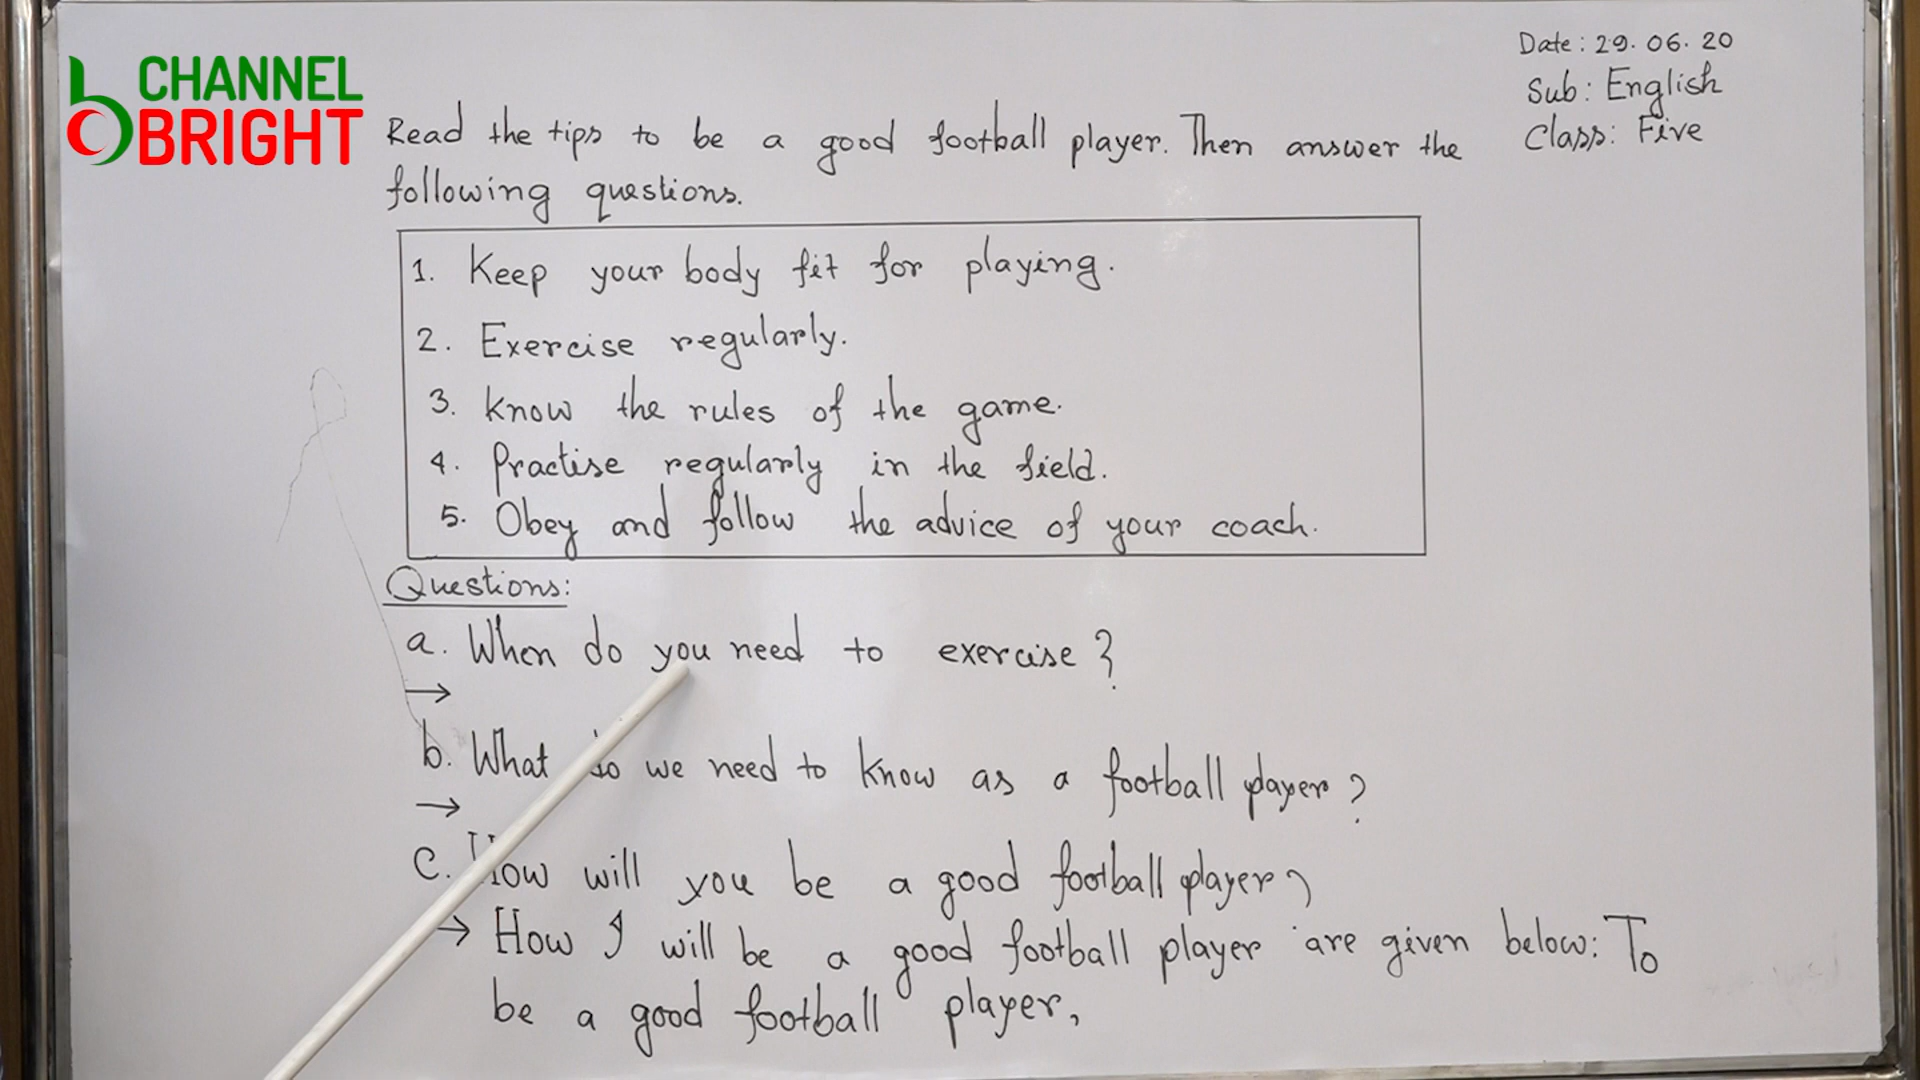 CHANNEL
BRIGHT
Date: 29.06.20
Sub: English
Class: Five
Read the tips to be a good football player. Then answer the
following questions.
1. Keep your body fit for playing.
2. Exercise regularly.
3. Know the rules of the game.
4. Practise regularly in the field.
5. Obey and follow the advice of your coach.
Questions:
a. When do you need to exercise?
→
b. What do we need to know as a football player?
→
C. How will you be a good football player?
→ How I will be a good football player are given below: To
be a good football player,